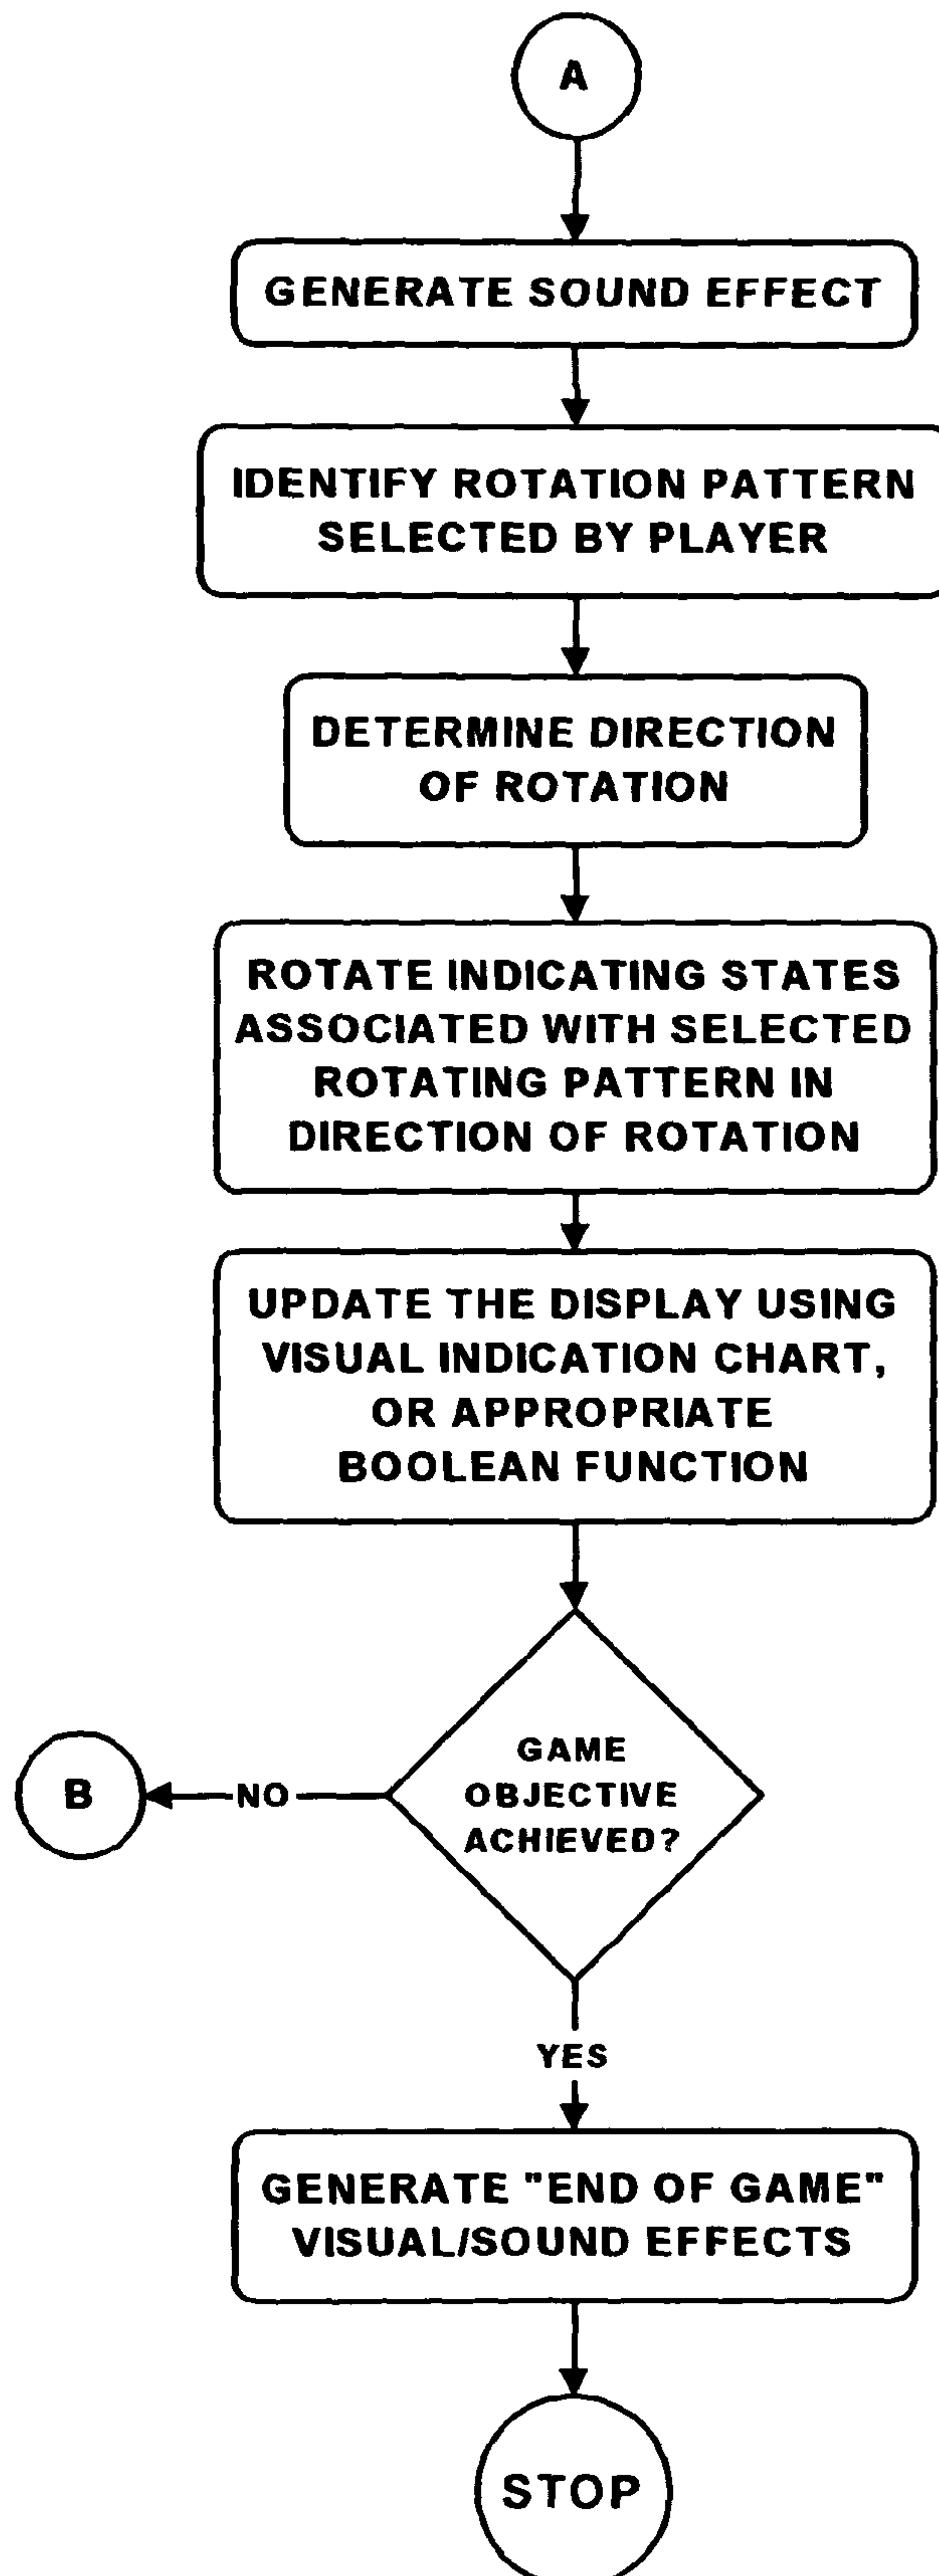 A
GENERATE SOUND EFFECT
IDENTIFY ROTATION PATTERN
SELECTED BY PLAYER
DETERMINE DIRECTION
OF ROTATION
ROTATE INDICATING STATES
ASSOCIATED WITH SELECTED
ROTATING PATTERN IN
DIRECTION OF ROTATION
UPDATE THE DISPLAY USING
VISUAL INDICATION CHART,
OR APPROPRIATE
BOOLEAN FUNCTION
GAME
OBJECTIVE
ACHIEVED?
NO
B
YES
GENERATE "END OF GAME"
VISUAL/SOUND EFFECTS
STOP